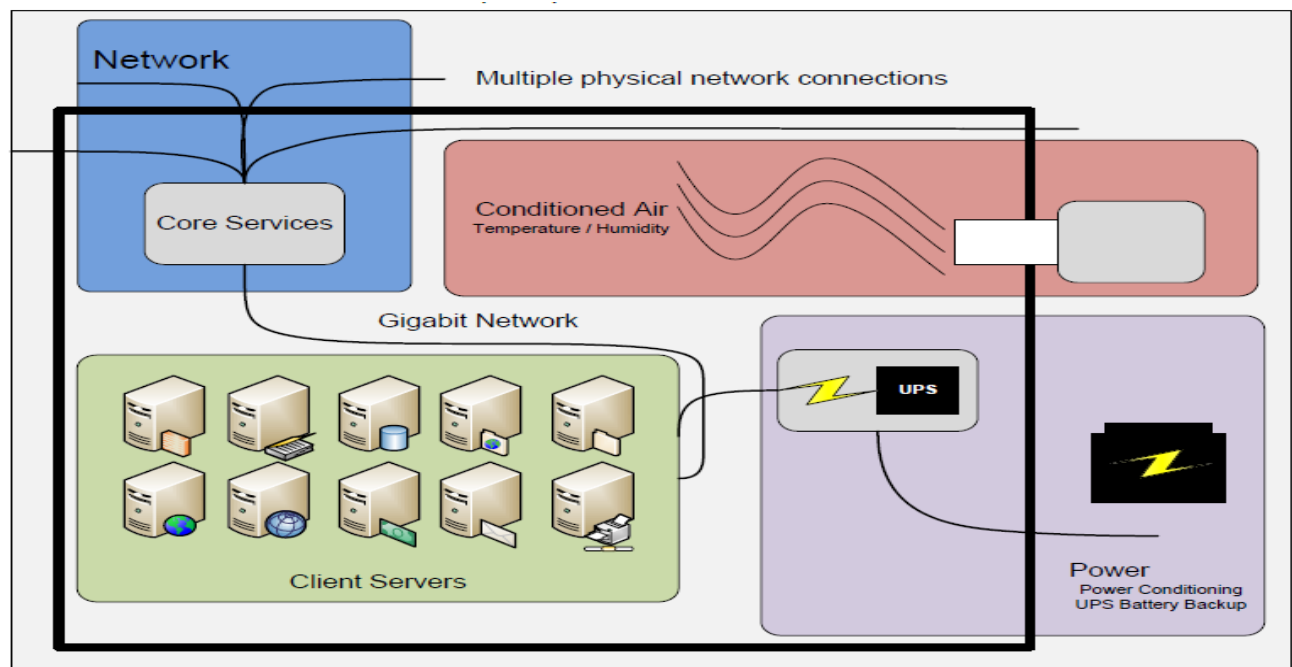 Network
Multiple physical network connections
Core Services
Conditioned Air
Temperature / Humidity
Gigabit Network
UPS
Client Servers
Power
Power Conditioning
UPS Battery Backup